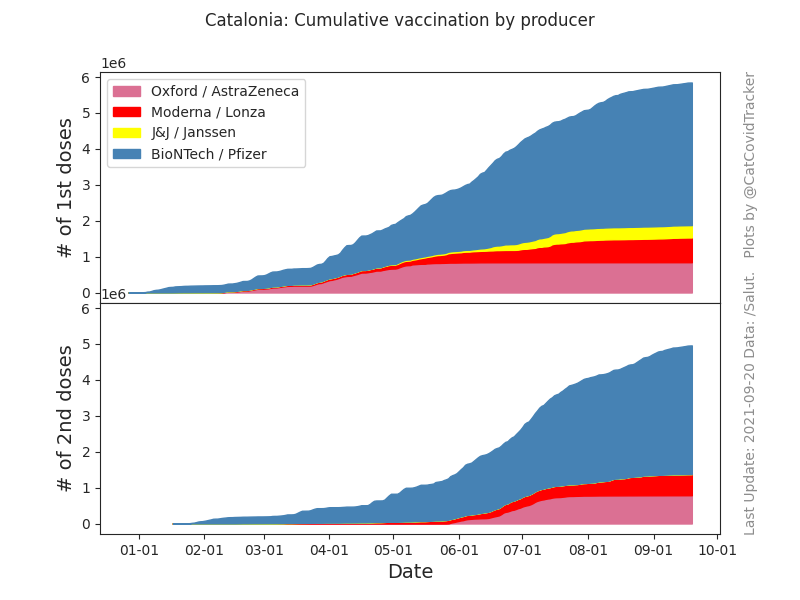 Catalonia: Cumulative vaccination by producer
1e6
6
5
4
3
2
1
0
# of 1st doses
Oxford / AstraZeneca
Moderna / Lonza
J&J / Janssen
BioNTech / Pfizer
1e6
6
5
4
3
2
1
0
# of 2nd doses
01-01 02-01 03-01 04-01 05-01 06-01 07-01 08-01 09-01 10-01
Date
Last Update: 2021-09-20 Data: /Salut. Plots by @CatCovidTracker